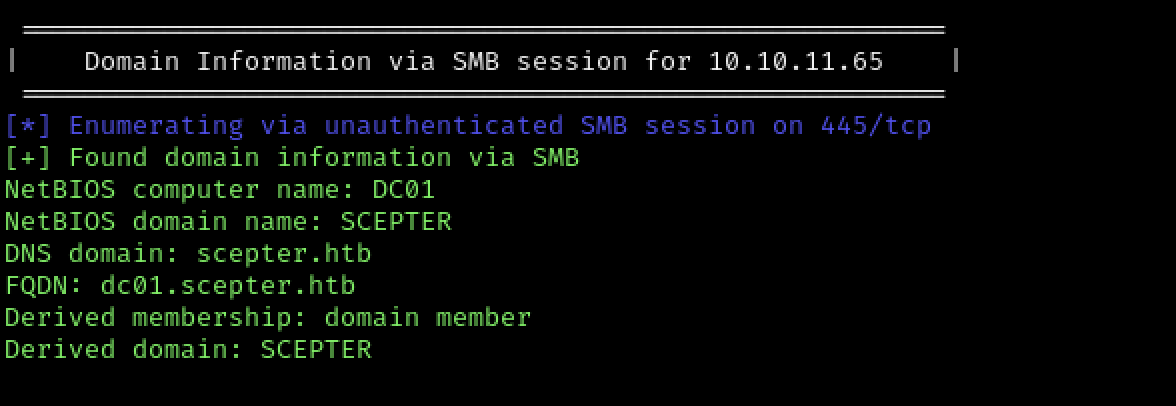 | Domain Information via SMB session for 10.10.11.65 |
[*] Enumerating via unauthenticated SMB session on 445/tcp
[+] Found domain information via SMB
NetBIOS computer name: DC01
NetBIOS domain name: SCEPTER
DNS domain: scepter.htb
FQDN: dc01.scepter.htb
Derived membership: domain member
Derived domain: SCEPTER